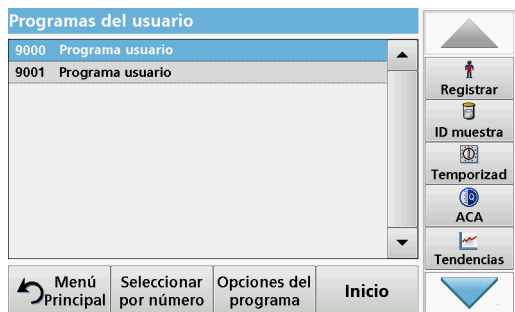 Programas del usuario
9000 Programa usuario
9001 Programa usuario
Registrar
ID muestra
Temporizad
ACA
Tendencias
Menú
Principal
Seleccionar
por número
Opciones del
programa
Inicio